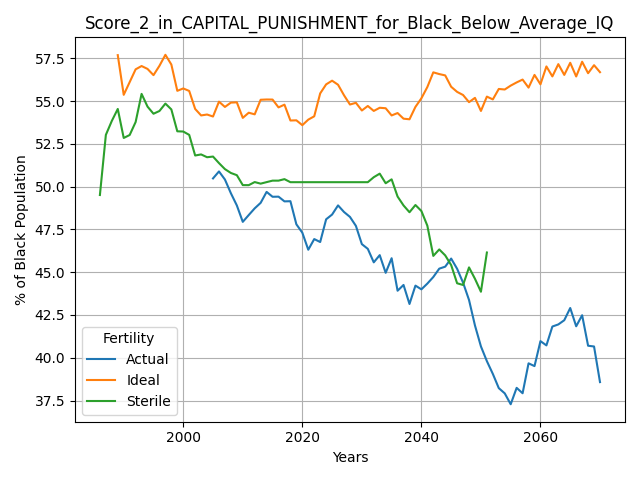 Score_2_in_CAPITAL_PUNISHMENT_for_Black_Below_Average_IQ
% of Black Population
57.5
55.0
52.5
50.0
47.5
45.0
42.5
40.0
37.5
Fertility
Actual
Ideal
Sterile
2000
2020
2040
2060
Years